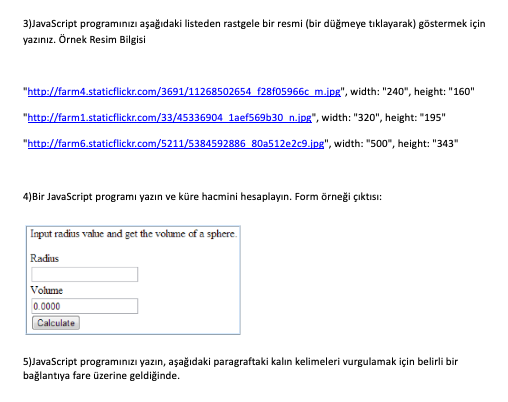 3)JavaScript programınızı aşağıdaki listeden rastgele bir resmi (bir düğmeye tıklayarak) göstermek için
yazınız. Örnek Resim Bilgisi
"http://farm4.staticflickr.com/3691/11268502654_f28f05966c_m.jpg", width: "240", height: "160"
"http://farm1.staticflickr.com/33/45336904_1aef569b30_n.jpg", width: "320", height: "195"
"http://farm6.staticflickr.com/5211/5384592886_80a512e2c9.jpg", width: "500", height: "343"
4)Bir JavaScript programı yazın ve küre hacmini hesaplayın. Form örneği çıktısı:
Input radius value and get the volume of a sphere.
Radius
Volume
0.0000
Calculate
5)JavaScript programınızı yazın, aşağıdaki paragraftaki kalın kelimeleri vurgulamak için belirli bir
bağlantıya fare üzerine geldiğinde.